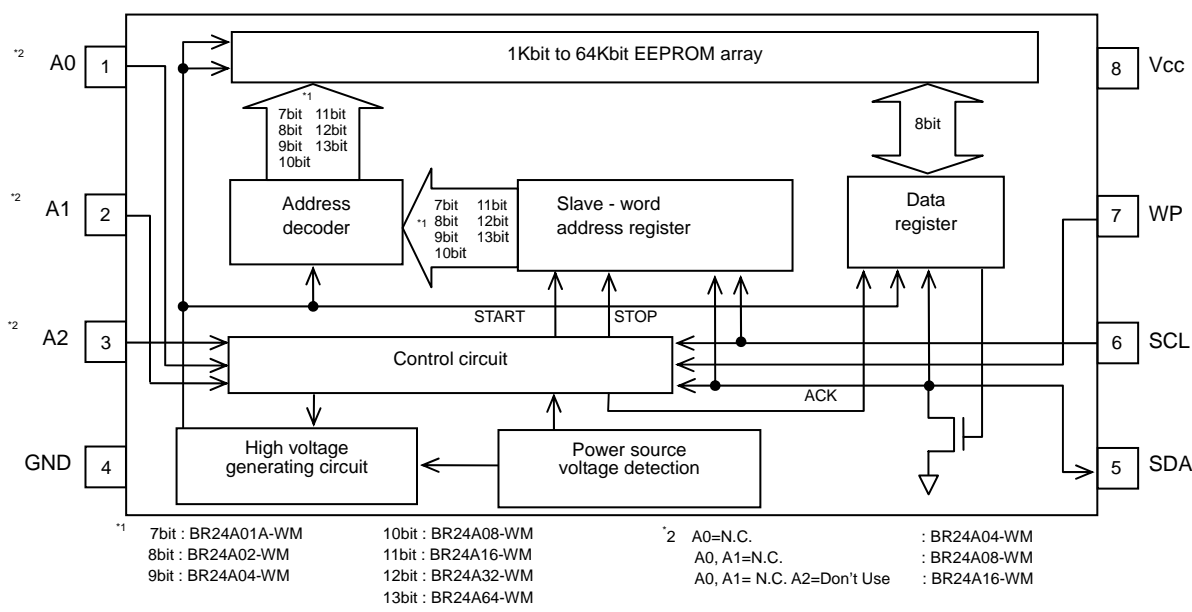 1Kbit to 64Kbit EEPROM array
*2 A0 1
8 Vcc
*1
7bit 11bit
8bit 12bit
9bit 13bit
10bit
8bit
*2 A1 2
Address
decoder
*1
7bit 11bit
8bit 12bit
9bit 13bit
10bit
Slave - word
address register
Data
register
7 WP
START STOP
*2 A2 3
Control circuit
6 SCL
ACK
GND 4
High voltage
generating circuit
Power source
voltage detection
5 SDA
*1 7bit : BR24A01A-WM
8bit : BR24A02-WM
9bit : BR24A04-WM
10bit : BR24A08-WM
11bit : BR24A16-WM
12bit : BR24A32-WM
13bit : BR24A64-WM
*2 A0=N.C. : BR24A04-WM
A0, A1=N.C. : BR24A08-WM
A0, A1= N.C. A2=Don't Use : BR24A16-WM